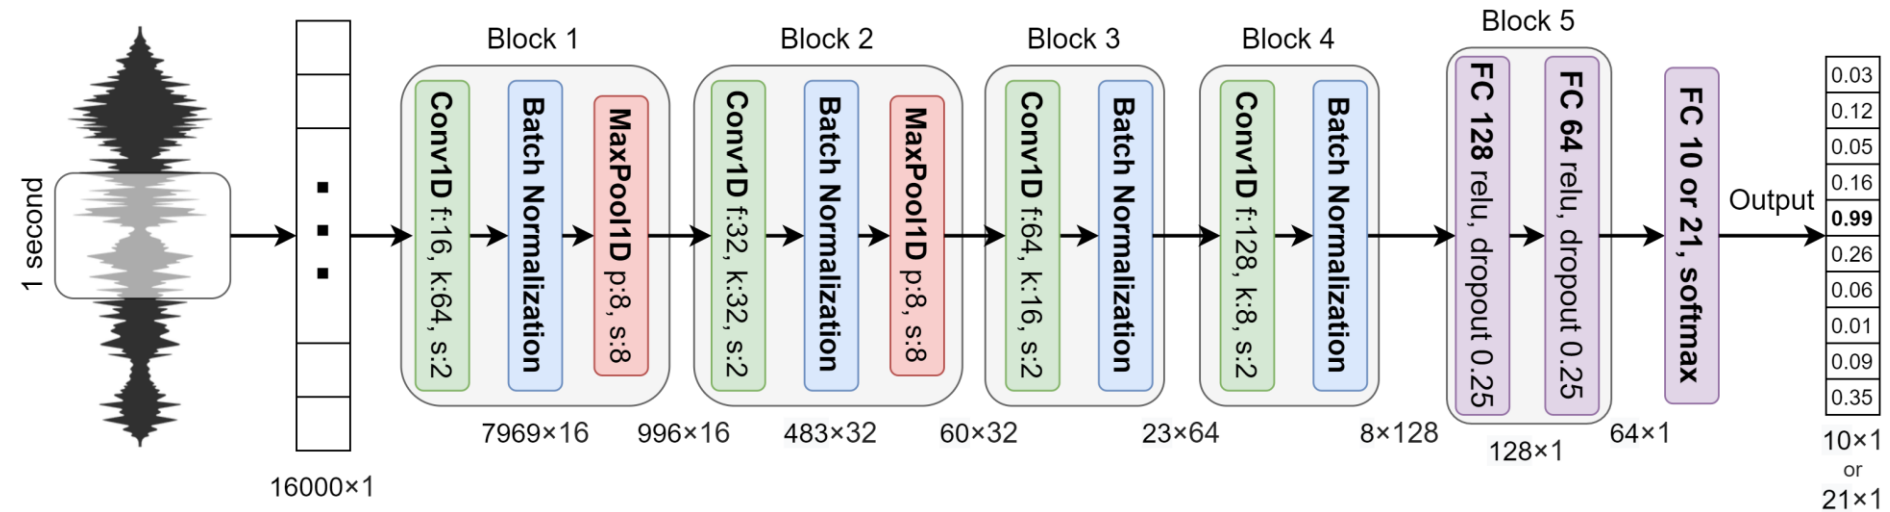 1 second
16000×1
Block 1
Conv1D f:16, k:64, s:2
Batch Normalization
MaxPool1D p:8, s:8
7969×16
996×16
Block 2
Conv1D f:32, k:32, s:2
Batch Normalization
MaxPool1D p:8, s:8
483×32
60×32
Block 3
Conv1D f:64, k:16, s:2
Batch Normalization
23×64
Block 4
Conv1D f:128, k:8, s:2
Batch Normalization
8×128
Block 5
FC 128 relu, dropout 0.25
FC 64 relu, dropout 0.25
128×1
64×1
FC 10 or 21, softmax
Output
0.03
0.12
0.05
0.16
0.99
0.26
0.06
0.01
0.09
0.35
10×1
or
21×1